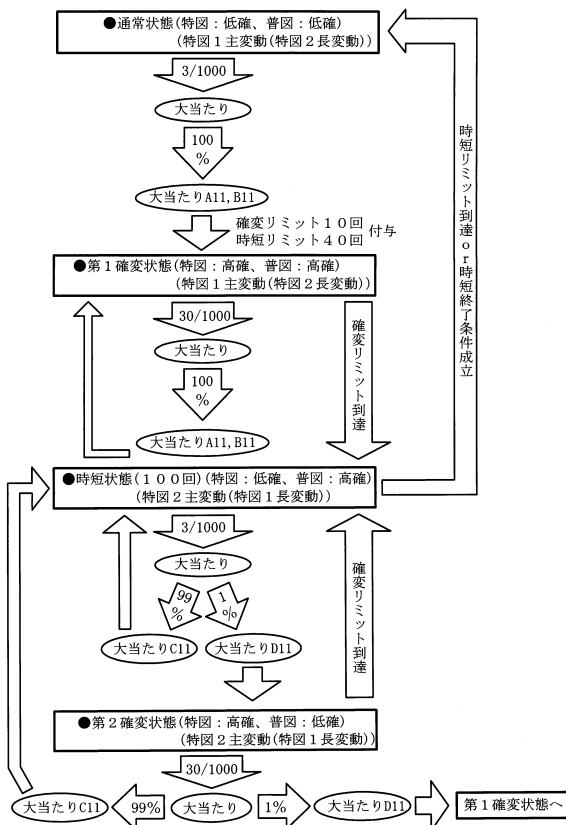 ●通常状態(特図：低確、普図：低確)
(特図１主変動(特図２長変動))
3/1000
大当たり
100
%
大当たりA11,B11
確変リミット１０回
時短リミット４０回
付与
時短リミット到達or時短終了条件成立
●第１確変状態(特図：高確、普図：高確)
(特図１主変動(特図２長変動))
30/1000
大当たり
100
%
大当たりA11,B11
確変リミット到達
●時短状態(１００回)(特図：低確、普図：高確)
(特図２主変動(特図１長変動))
3/1000
大当たり
99
%
1
%
大当たりC11
大当たりD11
確変リミット到達
●第２確変状態(特図：高確、普図：低確)
(特図２主変動(特図１長変動))
30/1000
大当たりC11
99%
大当たり
1%
大当たりD11
第１確変状態へ